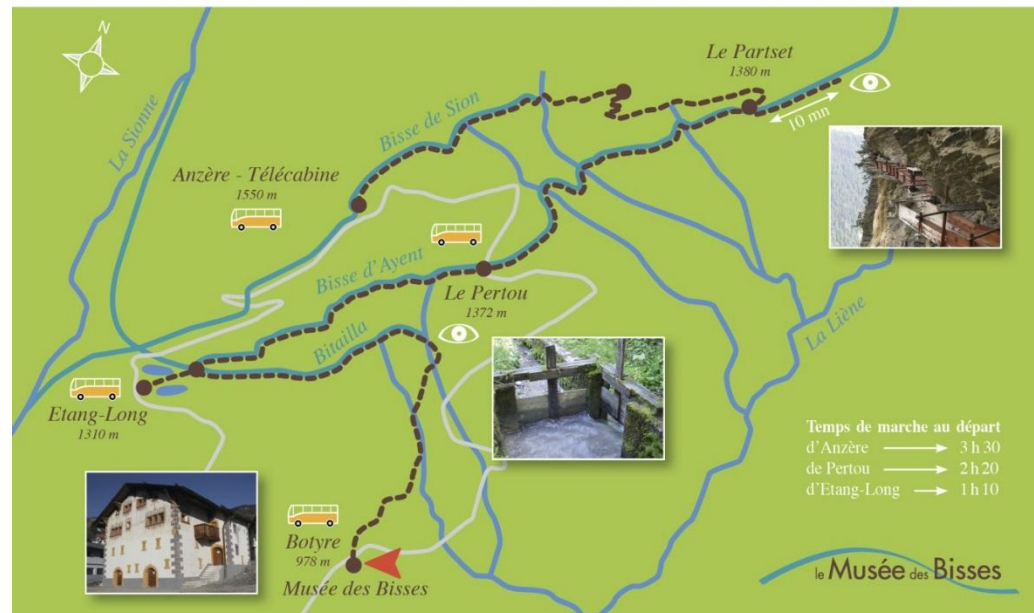 N
La Sionne
Bisse de Sion
Le Partset
1380 m
10 mn
Anzère - Télécabine
1550 m
Bisse d'Ayent
Le Pertou
1372 m
Bitailla
La Liène
Etang-Long
1310 m
Temps de marche au départ
d'Anzère 3 h 30
de Pertou 2 h 20
d'Etang-Long 1 h 10
Botyre
978 m
Musée des Bisses
le Musée des Bisses